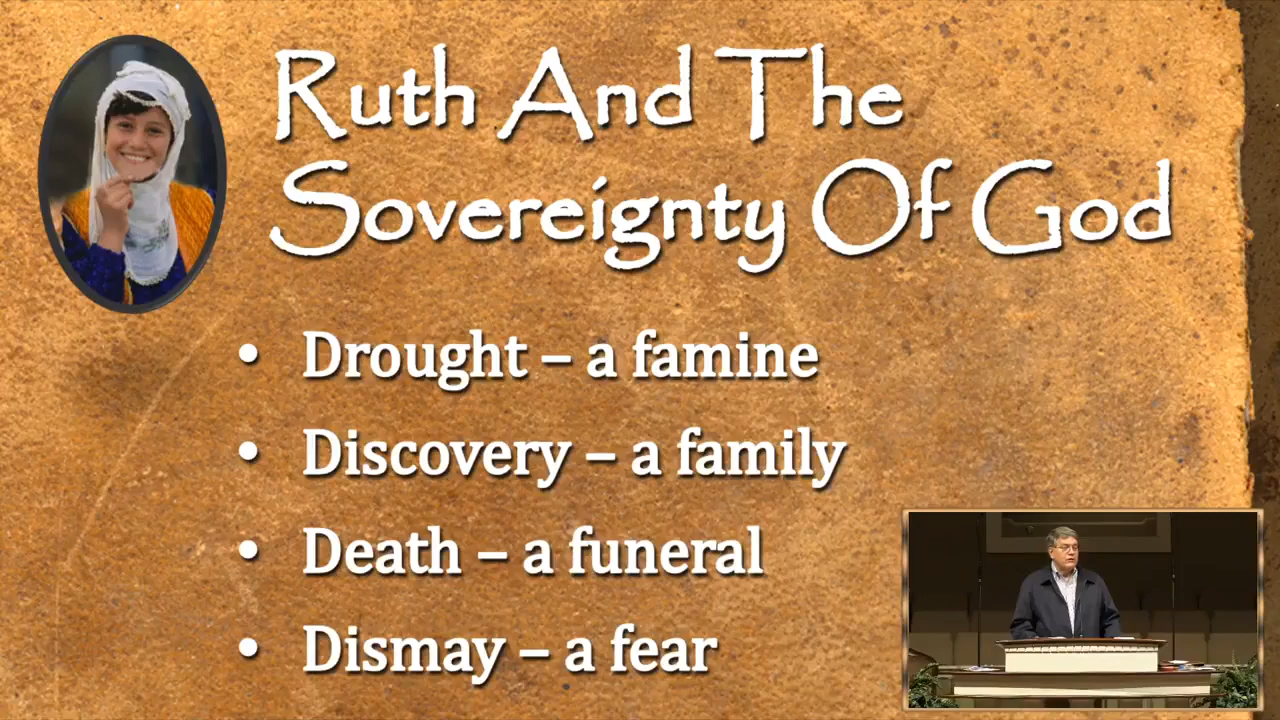 Ruth And The
Sovereignty Of God
• Drought – a famine
• Discovery – a family
• Death – a funeral
• Dismay – a fear